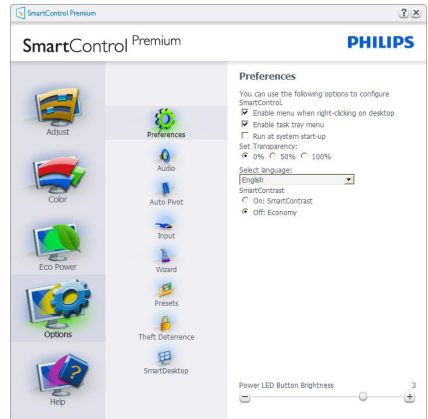 SmartControl Premium
SmartControl Premium
PHILIPS
Adjust
Color
Eco Power
Options
Help
Preferences
Audio
Auto Pivot
Input
Wizard
Presets
Theft Deterrence
SmartDesktop
Preferences
You can use the following options to configure
SmartControl.
Enable menu when right-clicking on desktop
Enable task tray menu
Run at system start-up
Set Transparency:
0% 50% 100%
Select language:
English
SmartContrast
On: SmartContrast
Off: Economy
Power LED Button Brightness 3